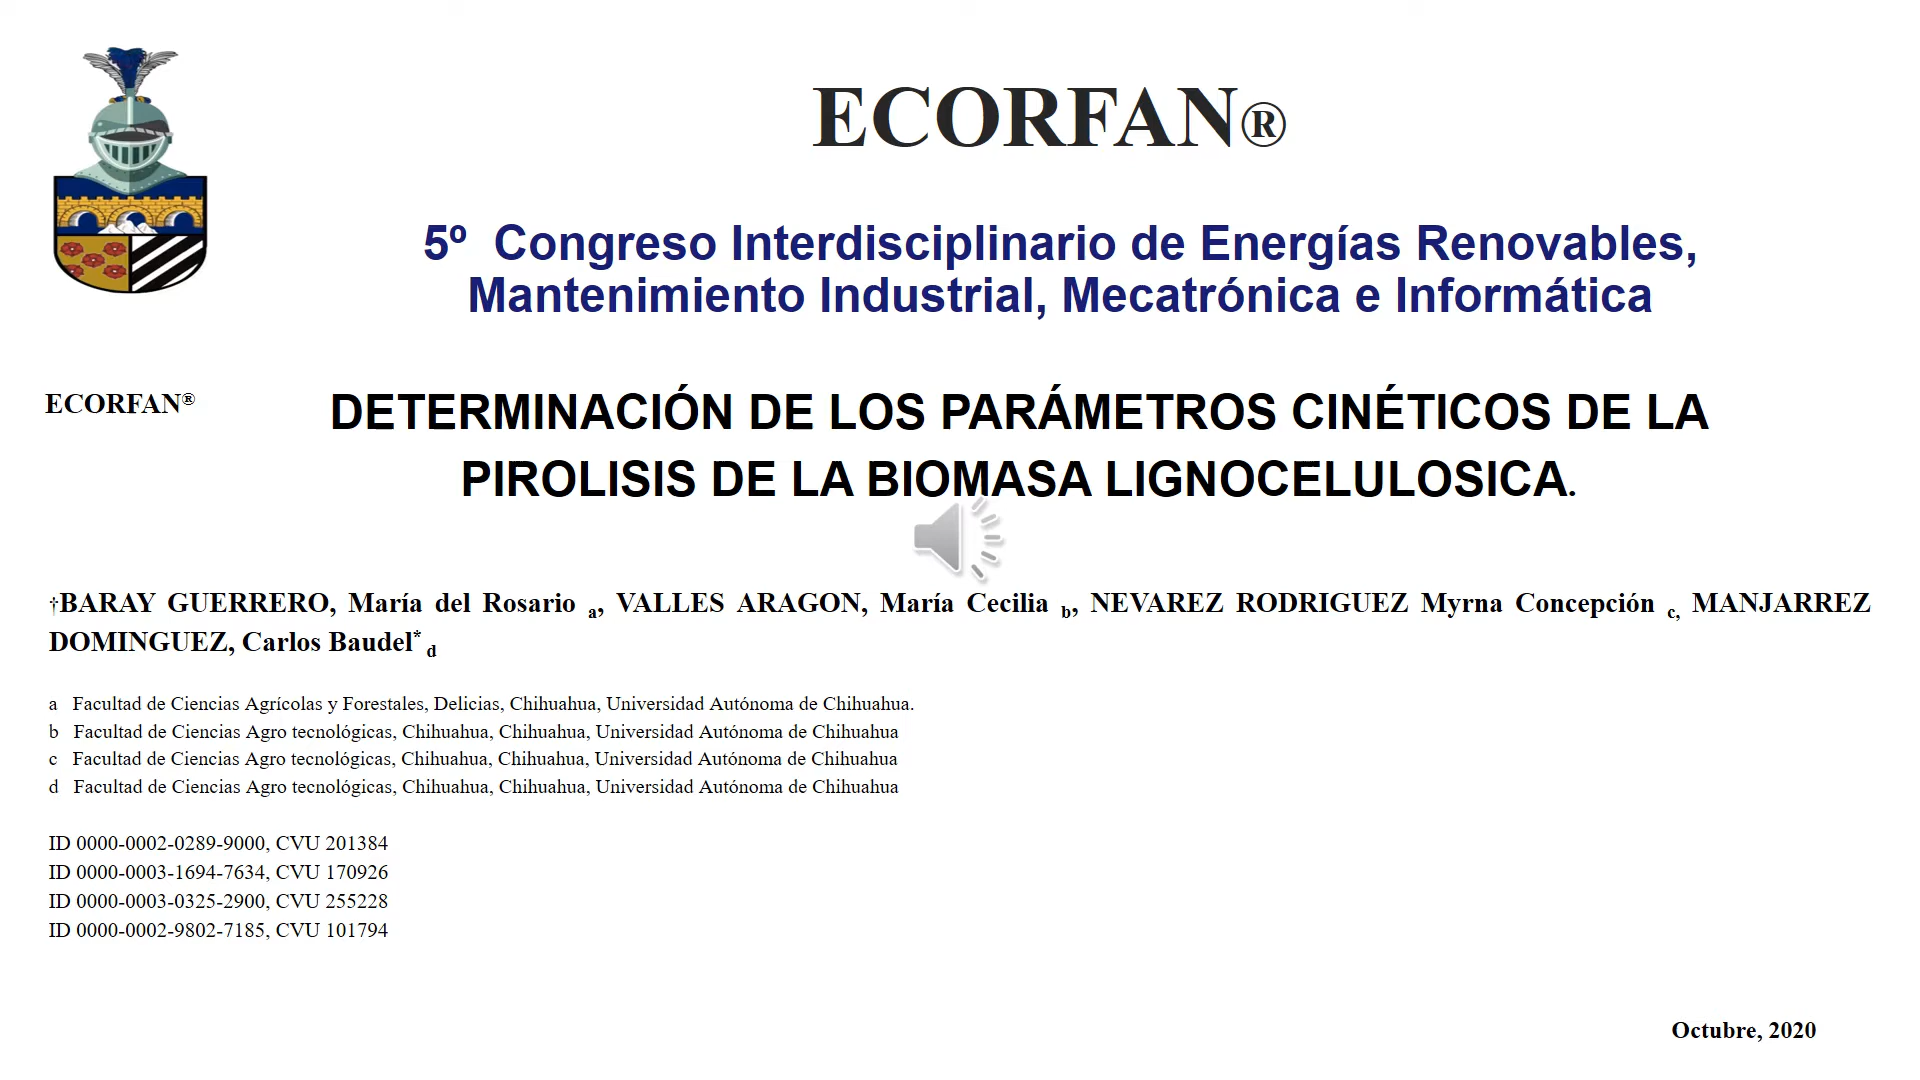 ECORFAN®
5º Congreso Interdisciplinario de Energías Renovables,
Mantenimiento Industrial, Mecatrónica e Informática
ECORFAN®
DETERMINACIÓN DE LOS PARÁMETROS CINÉTICOS DE LA
PIROLISIS DE LA BIOMASA LIGNOCELULOSICA.
†BARAY GUERRERO, María del Rosario a, VALLES ARAGON, María Cecilia b, NEVAREZ RODRIGUEZ Myrna Concepción c, MANJARREZ
DOMINGUEZ, Carlos Baudel* d
a Facultad de Ciencias Agrícolas y Forestales, Delicias, Chihuahua, Universidad Autónoma de Chihuahua.
b Facultad de Ciencias Agro tecnológicas, Chihuahua, Chihuahua, Universidad Autónoma de Chihuahua
c Facultad de Ciencias Agro tecnológicas, Chihuahua, Chihuahua, Universidad Autónoma de Chihuahua
d Facultad de Ciencias Agro tecnológicas, Chihuahua, Chihuahua, Universidad Autónoma de Chihuahua
ID 0000-0002-0289-9000, CVU 201384
ID 0000-0003-1694-7634, CVU 170926
ID 0000-0003-0325-2900, CVU 255228
ID 0000-0002-9802-7185, CVU 101794
Octubre, 2020